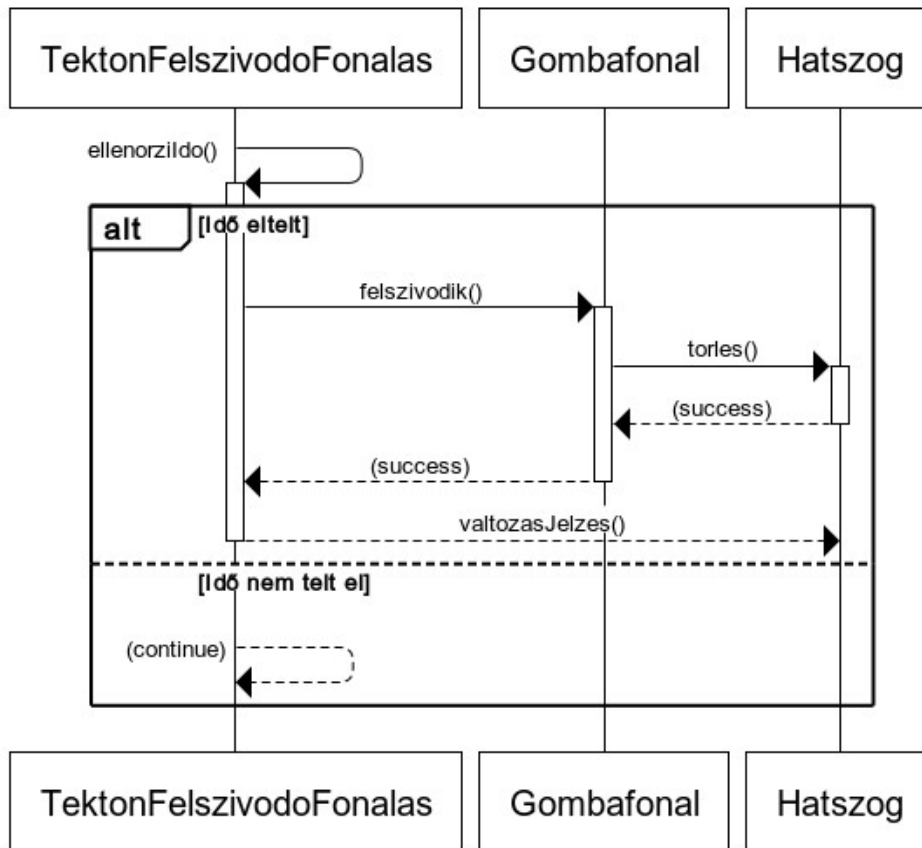 TektonFelszivodoFonalas
Gombafonal
Hatszog
ellenorziIdo()
alt
[Idő eltelt]
felszivodik()
torles()
(success)
(success)
valtozasJelzes()
[Idő nem telt el]
(continue)
TektonFelszivodoFonalas
Gombafonal
Hatszog